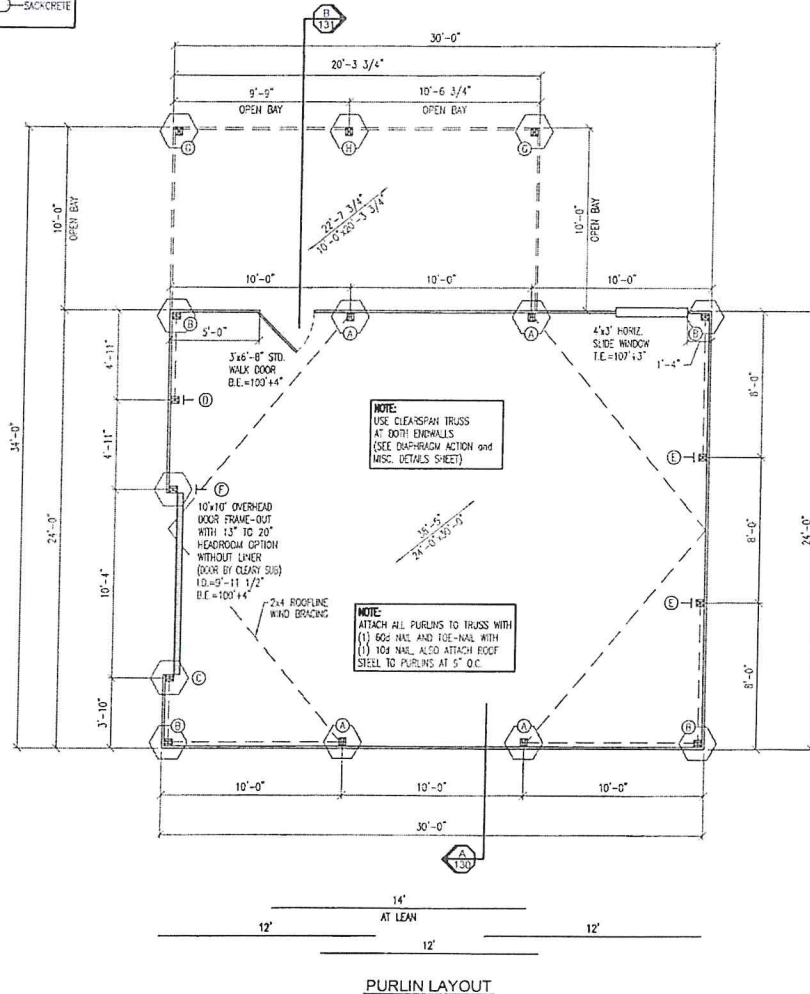 SACKCRETE
B
131
30'-0"
20'-3 3/4"
9'-9"
10'-6 3/4"
OPEN BAY
OPEN BAY
G
H
G
10'-0"
OPEN BAY
22'-7 3/4"
10'-0"x20'-3 3/4"
10'-0"
OPEN BAY
10'-0"
10'-0"
10'-0"
B
A
A
B
5'-0"
3'x6'-8" STD.
WALK DOOR
B.E.=100'+4"
4'x3' HORIZ.
SLIDE WINDOW
T.E.=107'+3"
1'-4"
4'-11"
D
8'-0"
NOTE:
USE CLEARSPAN TRUSS
AT BOTH ENDWALLS
(SEE DIAPHRAGM ACTION and
MISC. DETAILS SHEET)
34'-0"
4'-11"
E
F
24'-0"
10'x10' OVERHEAD
DOOR FRAME-OUT
WITH 13" TO 20"
HEADROOM OPTION
WITHOUT LINER
(DOOR BY CLEARY SUB)
I.D.=9'-11 1/2"
B.E.=100'+4"
24'-0"x30'-0"
8'-0"
24'-0"
10'-4"
2x4 ROOFLINE
WIND BRACING
E
NOTE:
ATTACH ALL PURLINS TO TRUSS WITH
(1) 60d NAIL AND TOE-NAIL WITH
(1) 10d NAIL, ALSO ATTACH ROOF
STEEL TO PURLINS AT 9" O.C.
C
8'-0"
3'-10"
B
A
A
B
10'-0"
10'-0"
10'-0"
30'-0"
A
130
14'
AT LEAN
12'
12'
12'
PURLIN LAYOUT